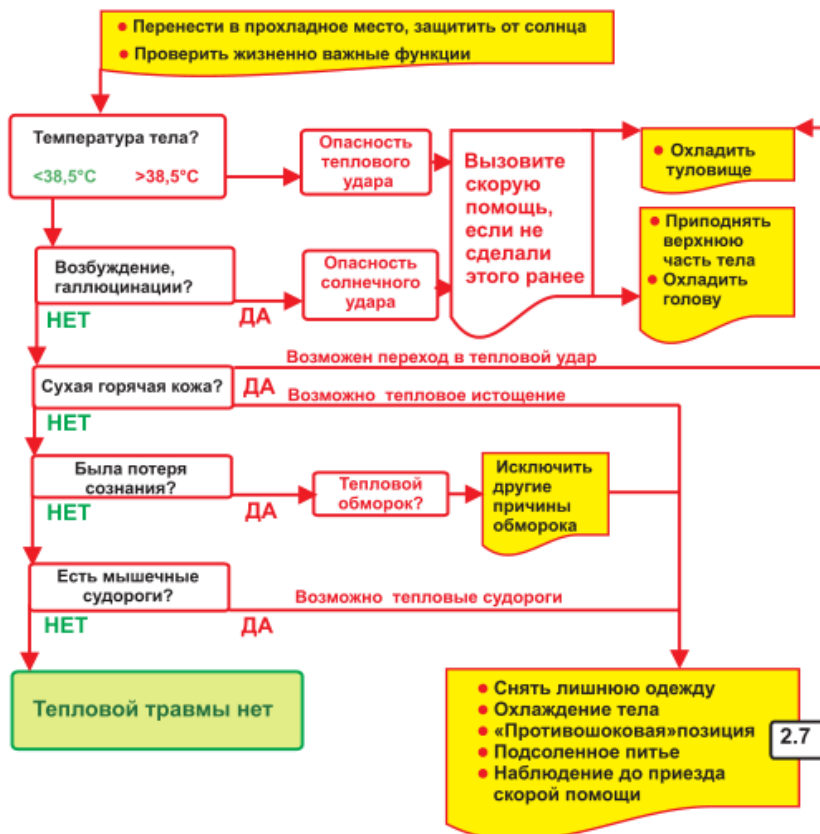 • Перенести в прохладное место, защитить от солнца
• Проверить жизненно важные функции
Температура тела?
<38,5°C >38,5°C
Опасность
теплового
удара
Вызовите
скорую
помощь,
если не
сделали
этого ранее
• Охладить
туловище
• Приподнять
верхнюю
часть тела
• Охладить
голову
Возбуждение,
галлюцинации?
НЕТ
ДА
Опасность
солнечного
удара
Возможен переход в тепловой удар
Сухая горячая кожа?
ДА
Возможно тепловое истощение
НЕТ
Была потеря
сознания?
НЕТ
ДА
Тепловой
обморок?
Исключить
другие
причины
обморока
Есть мышечные
судороги?
Возможно тепловые судороги
НЕТ
ДА
Тепловой травмы нет
• Снять лишнюю одежду
• Охлаждение тела
• «Противошоковая»позиция
• Подсоленное питье
• Наблюдение до приезда
скорой помощи
2.7